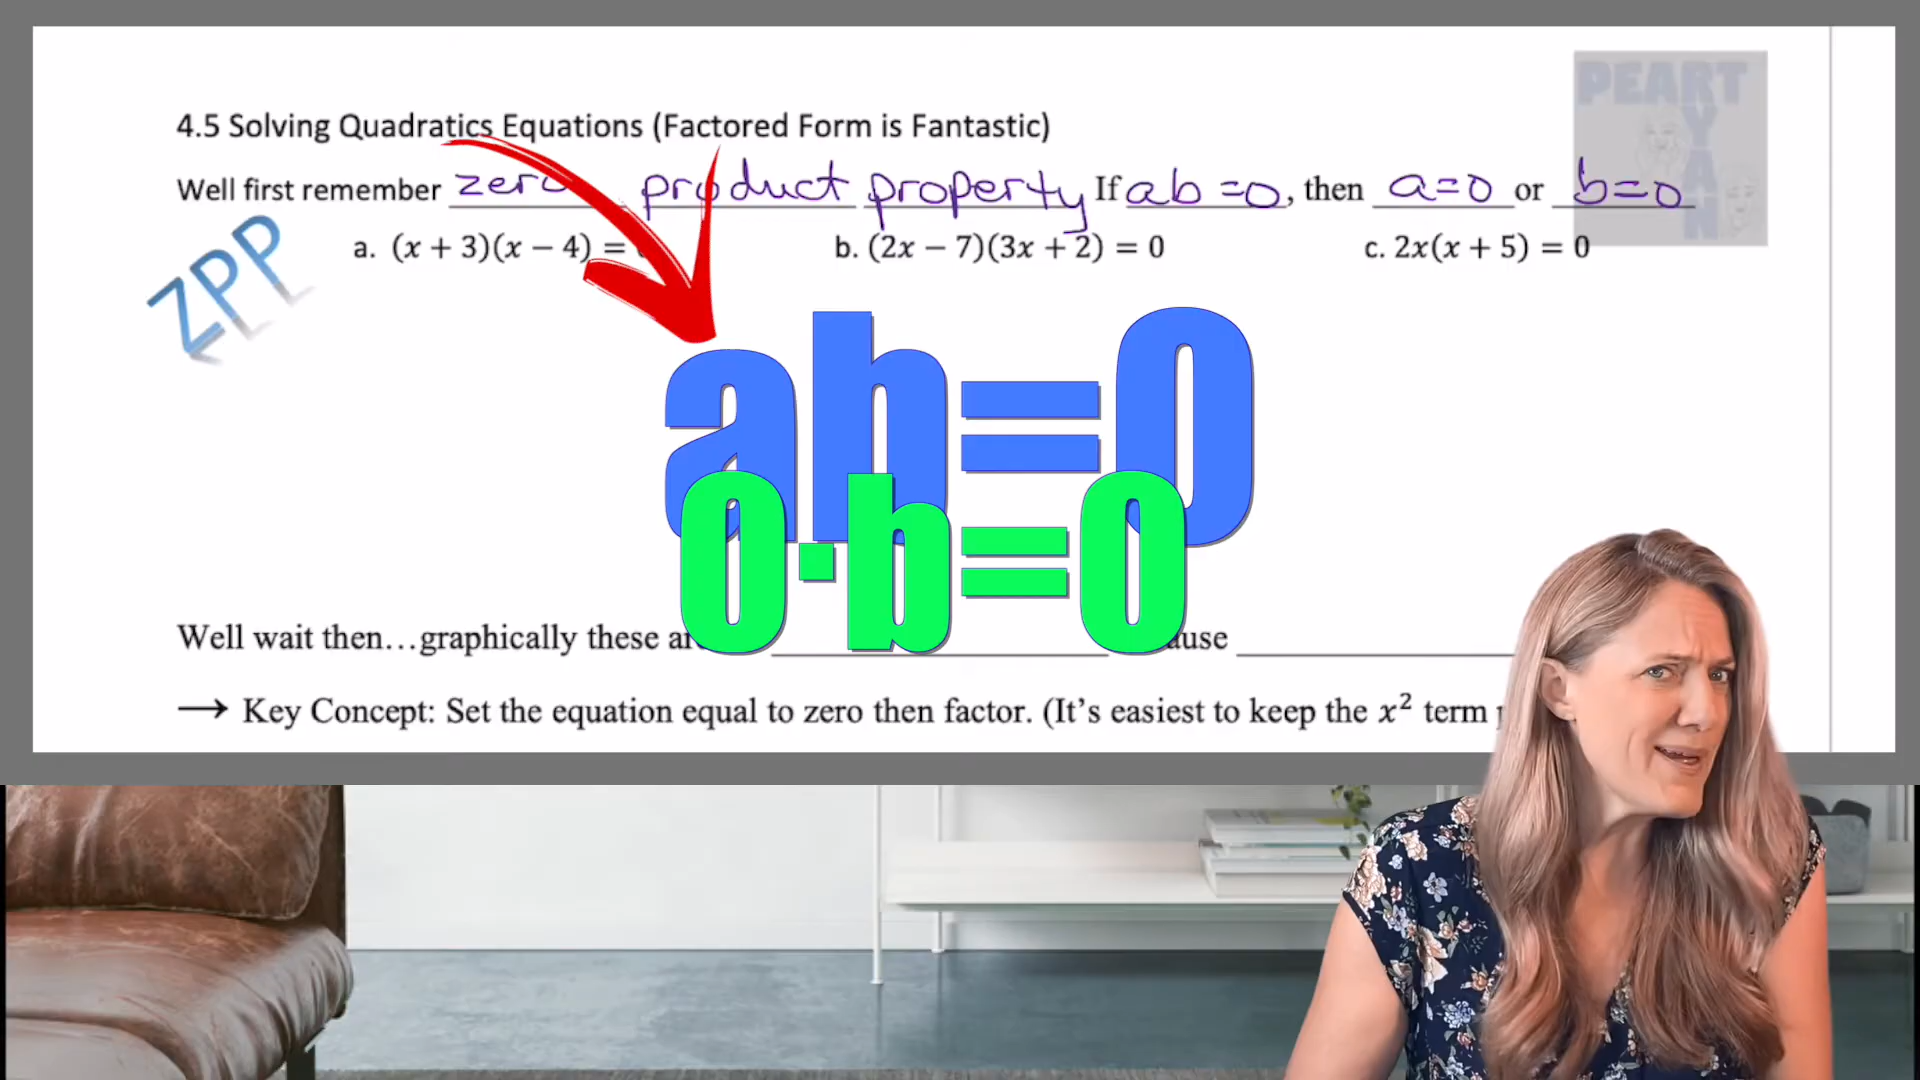 PEART
YAH
4.5 Solving Quadratics Equations (Factored Form is Fantastic)
Well first remember zero product property If ab = 0, then a = 0 or b = 0
ZPP
a. (x + 3)(x − 4) = b. (2x − 7)(3x + 2) = 0 c. 2x(x + 5) = 0
ab=0
0·b=0
Well wait then…graphically these
→ Key Concept: Set the equation equal to zero then factor. (It's easiest to keep the x² term